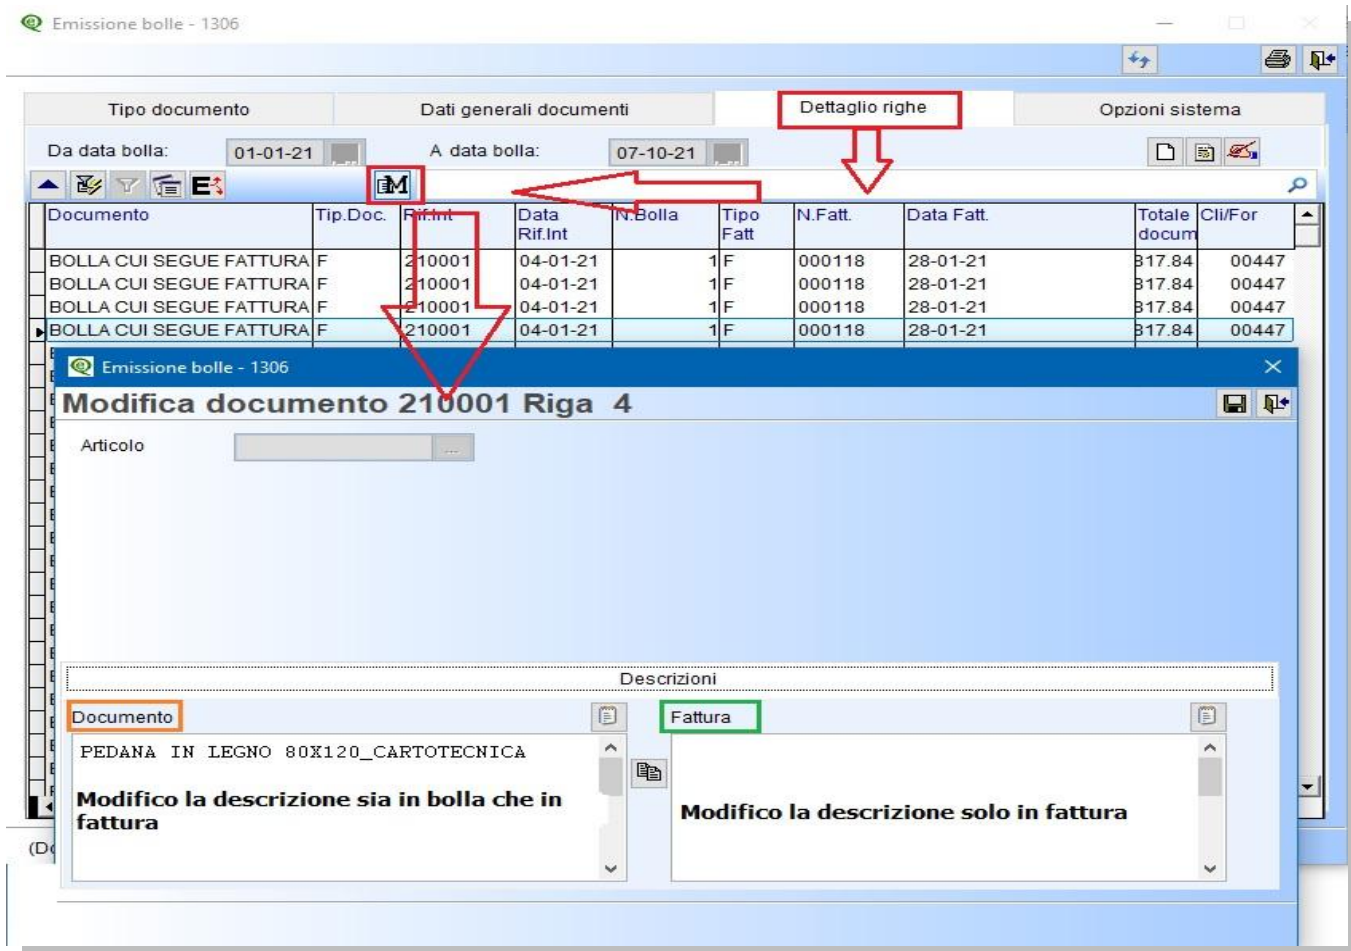 Emissione bolle - 1306
Tipo documento Dati generali documenti Dettaglio righe Opzioni sistema
Da data bolla: 01-01-21 ... A data bolla: 07-10-21 ...
E M
Documento Tip.Doc. Rif.Int Data Rif.Int N.Bolla Tipo Fatt N.Fatt. Data Fatt. Totale docum Cli/For
BOLLA CUI SEGUE FATTURA F 210001 04-01-21 1 F 000118 28-01-21 317.84 00447
BOLLA CUI SEGUE FATTURA F 210001 04-01-21 1 F 000118 28-01-21 317.84 00447
BOLLA CUI SEGUE FATTURA F 210001 04-01-21 1 F 000118 28-01-21 317.84 00447
BOLLA CUI SEGUE FATTURA F 210001 04-01-21 1 F 000118 28-01-21 317.84 00447
Emissione bolle - 1306
Modifica documento 210001 Riga 4
Articolo ...
Descrizioni
Documento Fattura
PEDANA IN LEGNO 80X120_CARTOTECNICA
Modifico la descrizione sia in bolla che in
fattura
Modifico la descrizione solo in fattura